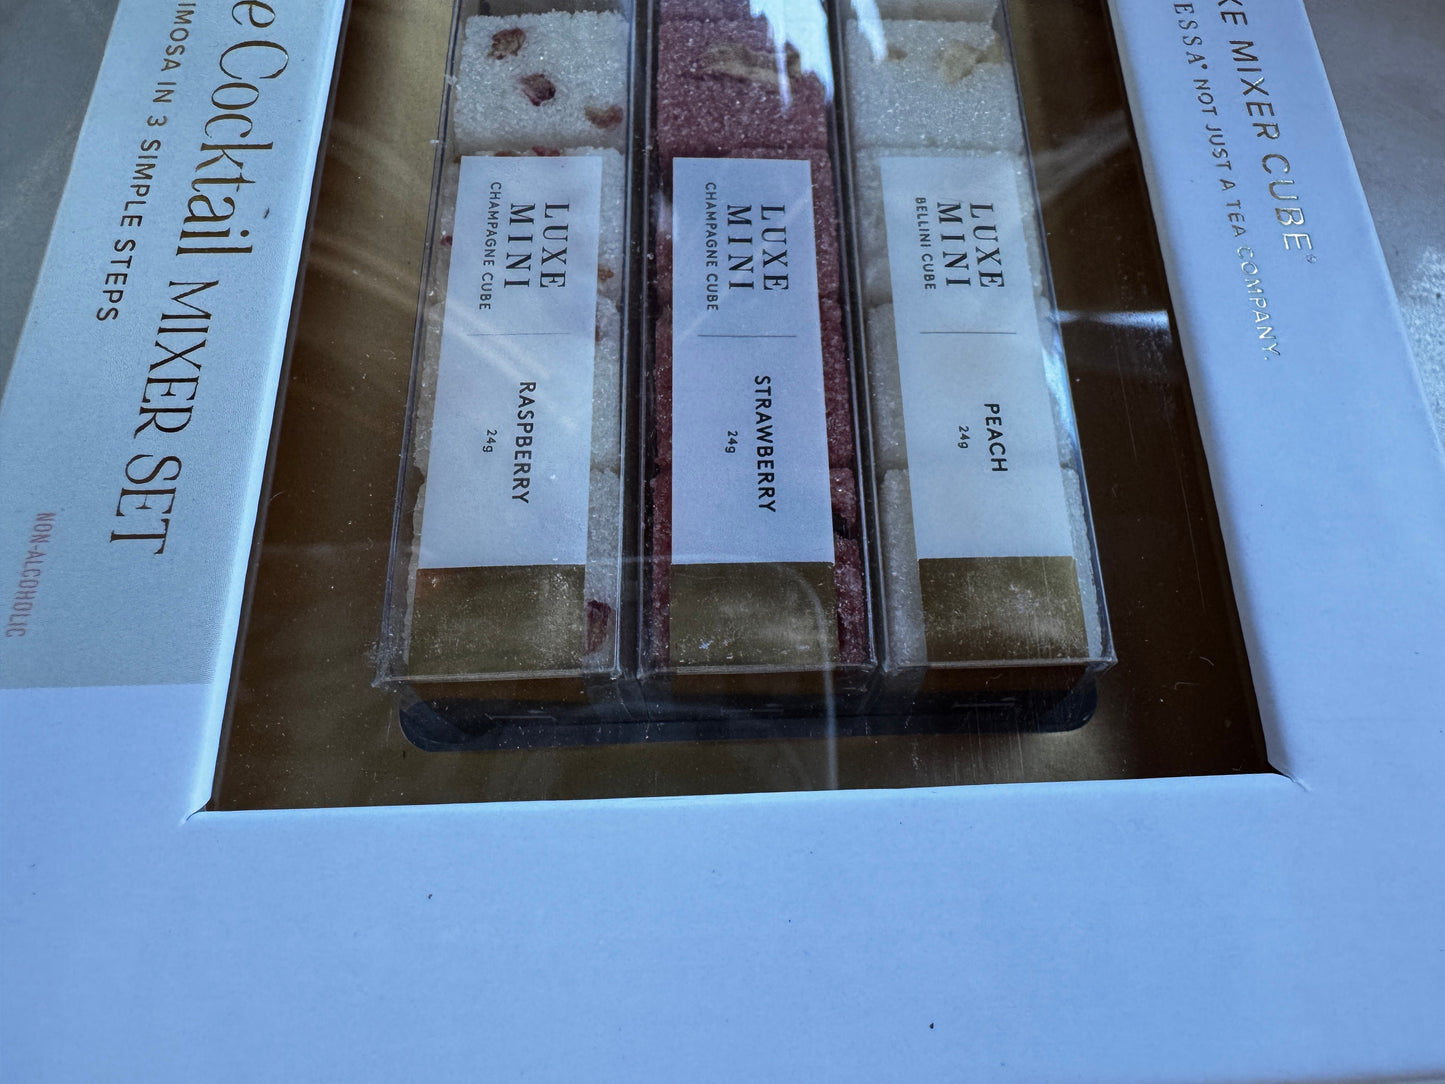 e Cocktail MIXER SET
IMOSA IN 3 SIMPLE STEPS
NON-ALCOHOLIC
LUXE
MINI
CHAMPAGNE CUBE
RASPBERRY
24g
LUXE
MINI
CHAMPAGNE CUBE
STRAWBERRY
24g
LUXE
MINI
BELLINI CUBE
PEACH
24g
XE MIXER CUBE®
ESSA® NOT JUST A TEA COMPANY.